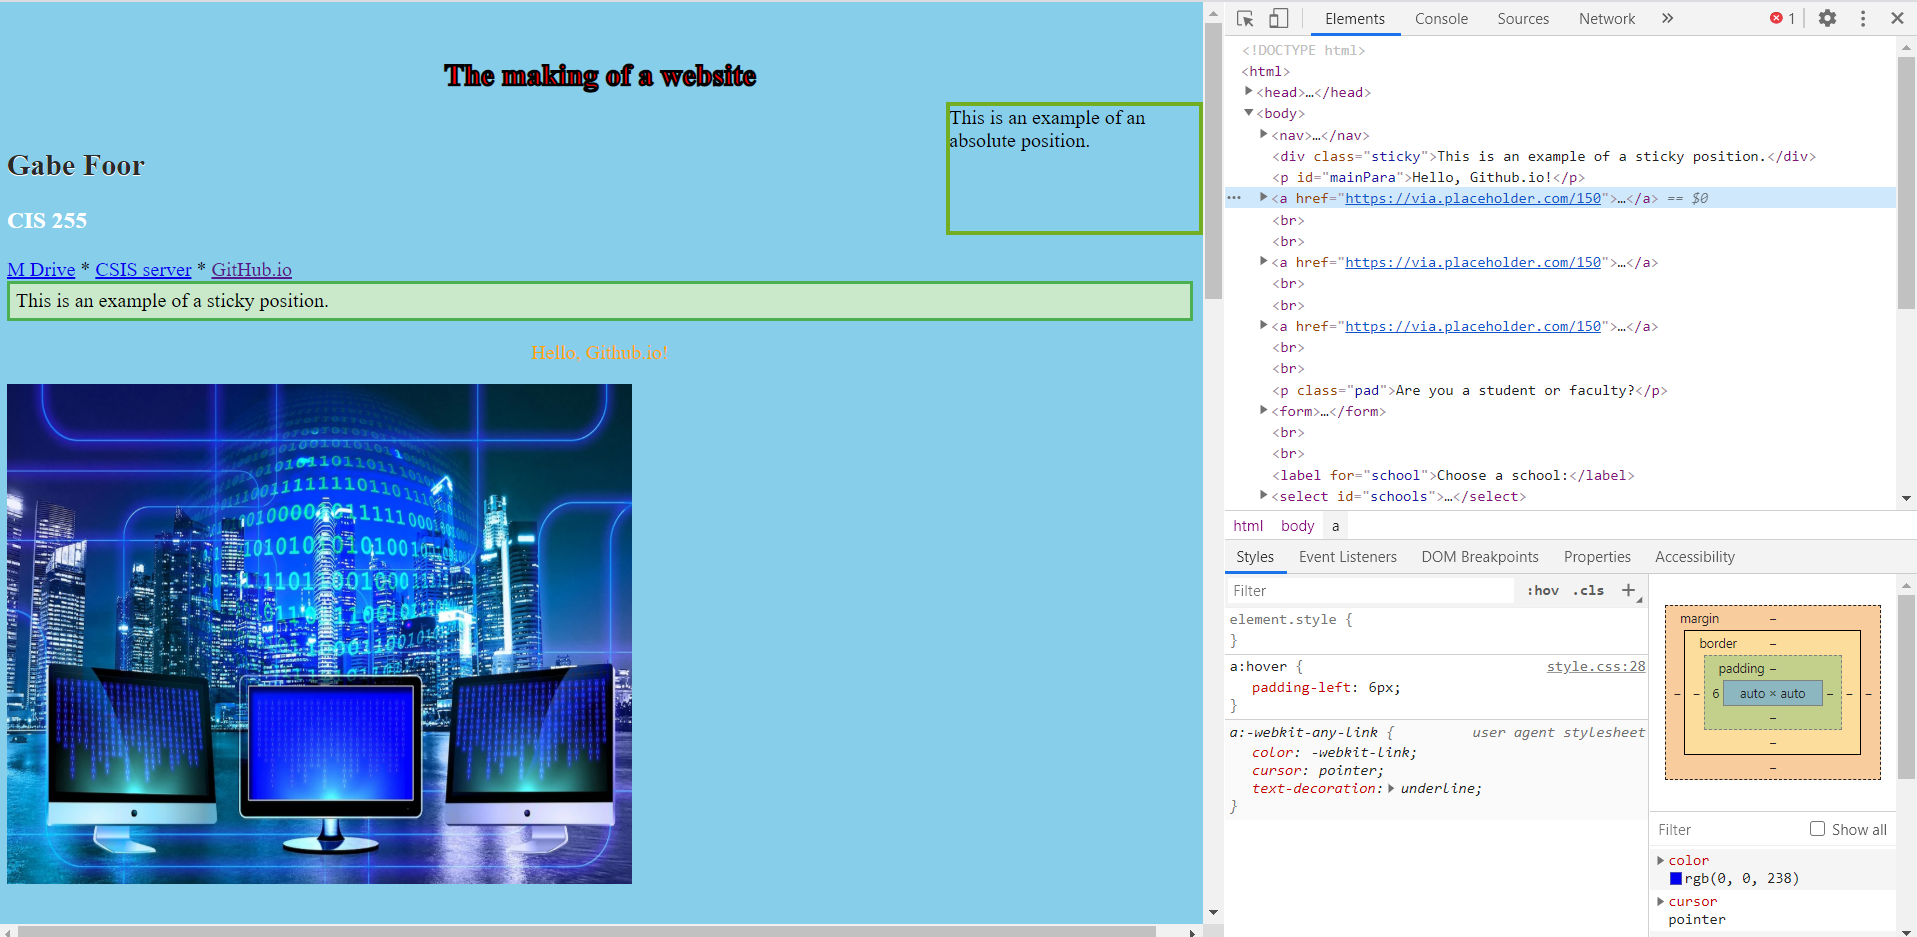 The making of a website
This is an example of an
absolute position.
Gabe Foor
CIS 255
M Drive * CSIS server * GitHub.io
This is an example of a sticky position.
Hello, Github.io!
Elements Console Sources Network » 1
<!DOCTYPE html>
<html>
<head>…</head>
<body>
<nav>…</nav>
<div class="sticky">This is an example of a sticky position.</div>
<p id="mainPara">Hello, Github.io!</p>
… <a href="https://via.placeholder.com/150">…</a> == $0
<br>
<br>
<a href="https://via.placeholder.com/150">…</a>
<br>
<br>
<a href="https://via.placeholder.com/150">…</a>
<br>
<br>
<p class="pad">Are you a student or faculty?</p>
<form>…</form>
<br>
<br>
<label for="school">Choose a school:</label>
<select id="schools">…</select>
html body a
Styles Event Listeners DOM Breakpoints Properties Accessibility
Filter :hov .cls +
element.style {
}
a:hover { style.css:28
padding-left: 6px;
}
a:-webkit-any-link { user agent stylesheet
color: -webkit-link;
cursor: pointer;
text-decoration: underline;
}
margin –
border –
padding –
– – 6 auto × auto – – –
–
–
–
Filter Show all
color
rgb(0, 0, 238)
cursor
pointer